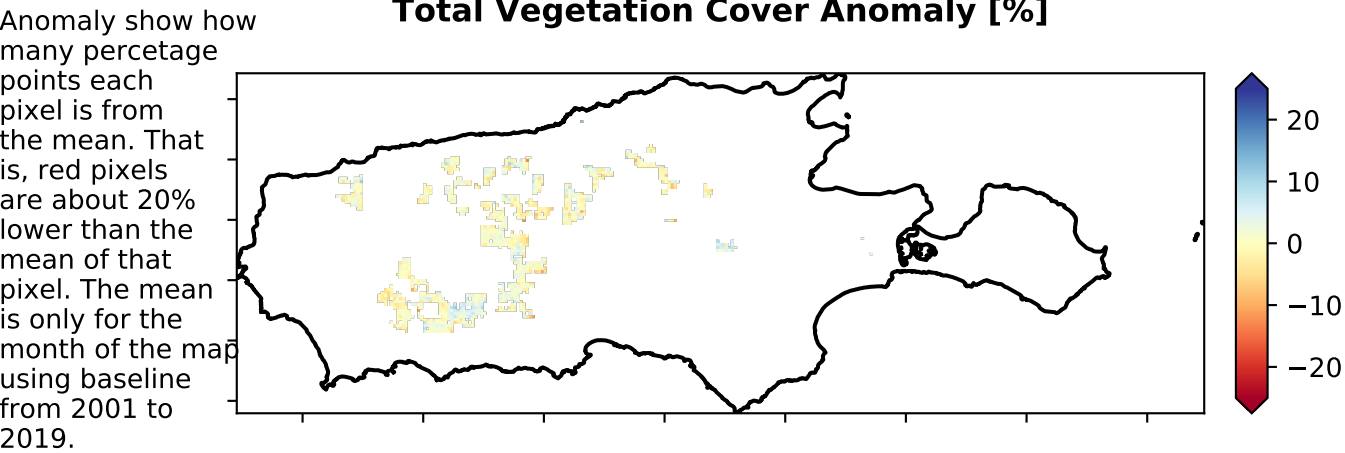 Total Vegetation Cover Anomaly [%]
Anomaly show how
many percetage
points each
pixel is from
the mean. That
is, red pixels
are about 20%
lower than the
mean of that
pixel. The mean
is only for the
month of the map
using baseline
from 2001 to
2019.
20
10
0
−10
−20